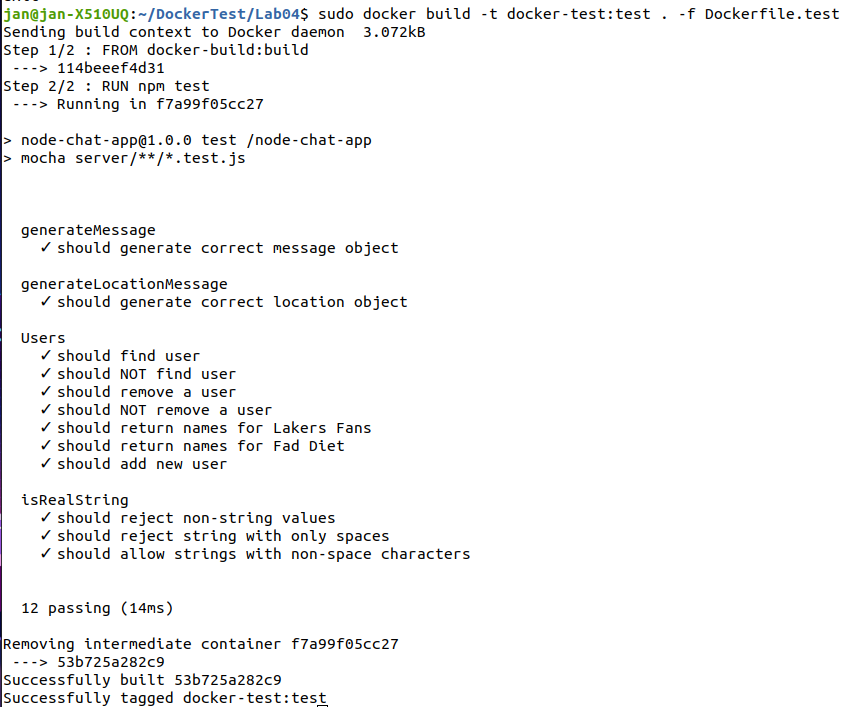 jan@jan-X510UQ:~/DockerTest/Lab04$ sudo docker build -t docker-test:test . -f Dockerfile.test
Sending build context to Docker daemon  3.072kB
Step 1/2 : FROM docker-build:build
 ---> 114beeef4d31
Step 2/2 : RUN npm test
 ---> Running in f7a99f05cc27
> node-chat-app@1.0.0 test /node-chat-app
> mocha server/**/*.test.js
generateMessage
✓ should generate correct message object
generateLocationMessage
✓ should generate correct location object
Users
✓ should find user
✓ should NOT find user
✓ should remove a user
✓ should NOT remove a user
✓ should return names for Lakers Fans
✓ should return names for Fad Diet
✓ should add new user
isRealString
✓ should reject non-string values
✓ should reject string with only spaces
✓ should allow strings with non-space characters
12 passing (14ms)
Removing intermediate container f7a99f05cc27
 ---> 53b725a282c9
Successfully built 53b725a282c9
Successfully tagged docker-test:test